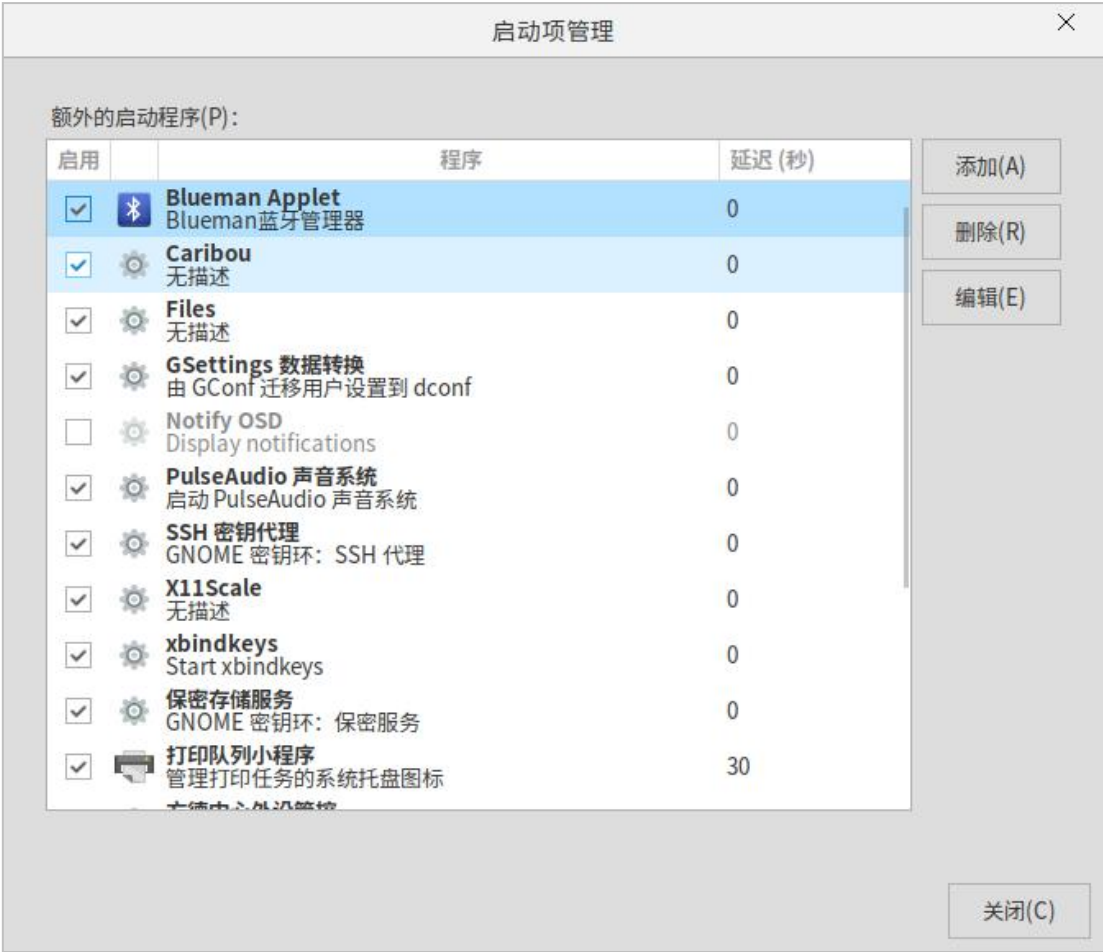 启动项管理
额外的启动程序(P):
启用 程序 延迟 (秒)
添加(A)
Blueman Applet
Blueman蓝牙管理器
0
删除(R)
Caribou
无描述
0
编辑(E)
Files
无描述
0
GSettings 数据转换
由 GConf 迁移用户设置到 dconf
0
Notify OSD
Display notifications
0
PulseAudio 声音系统
启动 PulseAudio 声音系统
0
SSH 密钥代理
GNOME 密钥环：SSH 代理
0
X11Scale
无描述
0
xbindkeys
Start xbindkeys
0
保密存储服务
GNOME 密钥环：保密服务
0
打印队列小程序
管理打印任务的系统托盘图标
30
关闭(C)